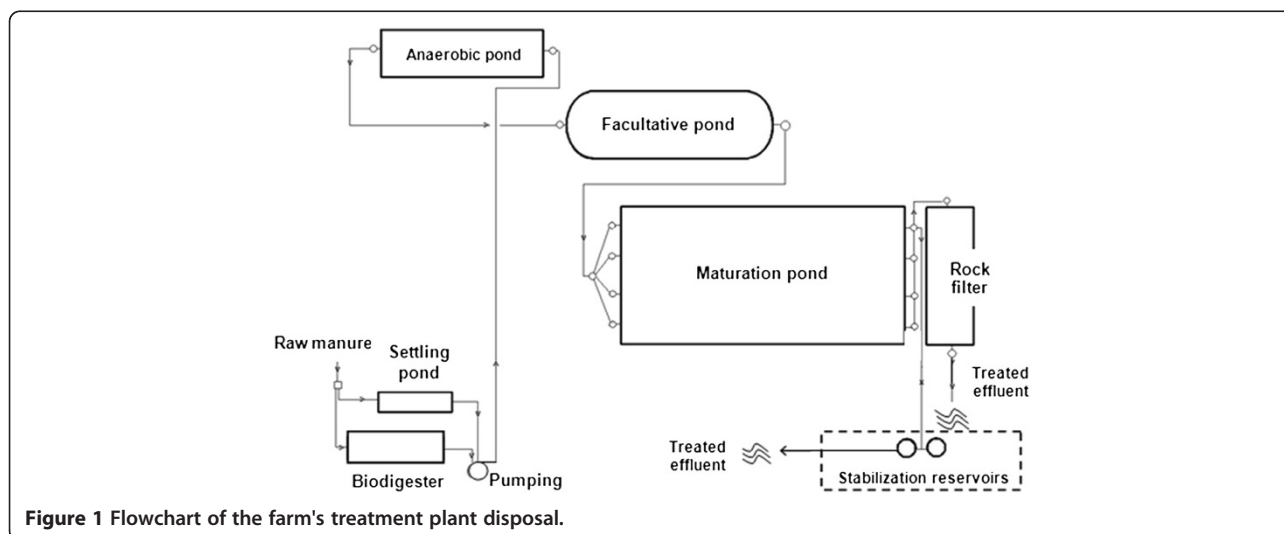 Anaerobic pond
Facultative pond
Maturation pond
Rock
filter
Raw manure
Settling
pond
Treated
effluent
Treated
effluent
Stabilization reservoirs
Biodigester
Pumping
Figure 1 Flowchart of the farm's treatment plant disposal.